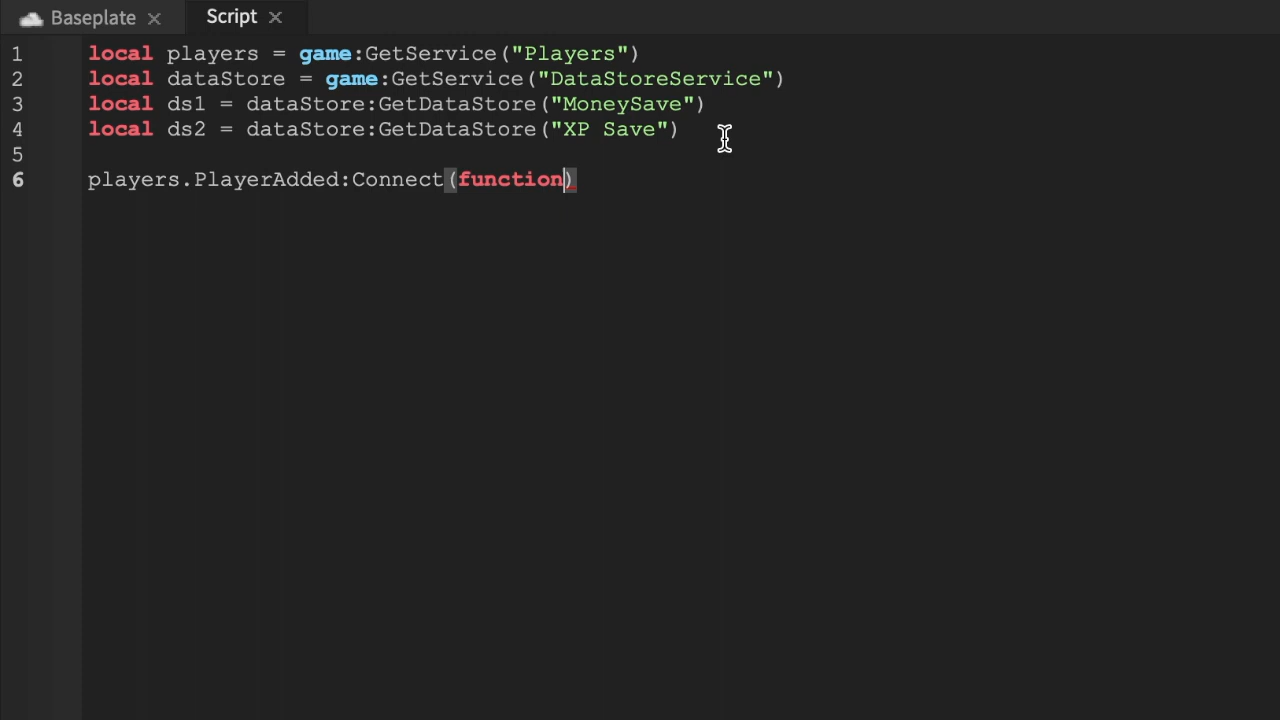 Baseplate Script
1 local players = game:GetService("Players")
2 local dataStore = game:GetService("DataStoreService")
3 local ds1 = dataStore:GetDataStore("MoneySave")
4 local ds2 = dataStore:GetDataStore("XP Save")
5
6 players.PlayerAdded:Connect(function)